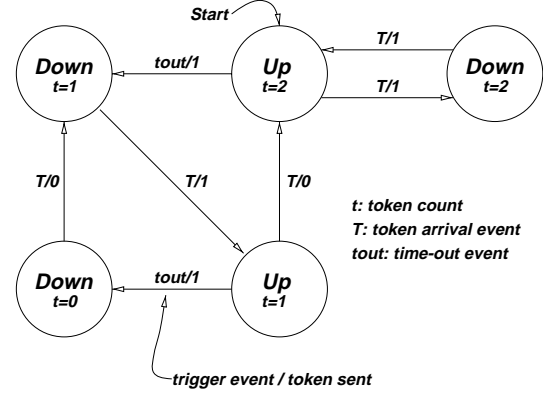 Start
Down
t=1
tout/1
Up
t=2
T/1
T/1
Down
t=2
T/0
T/1
T/0
t: token count
T: token arrival event
tout: time-out event
Down
t=0
tout/1
Up
t=1
trigger event / token sent